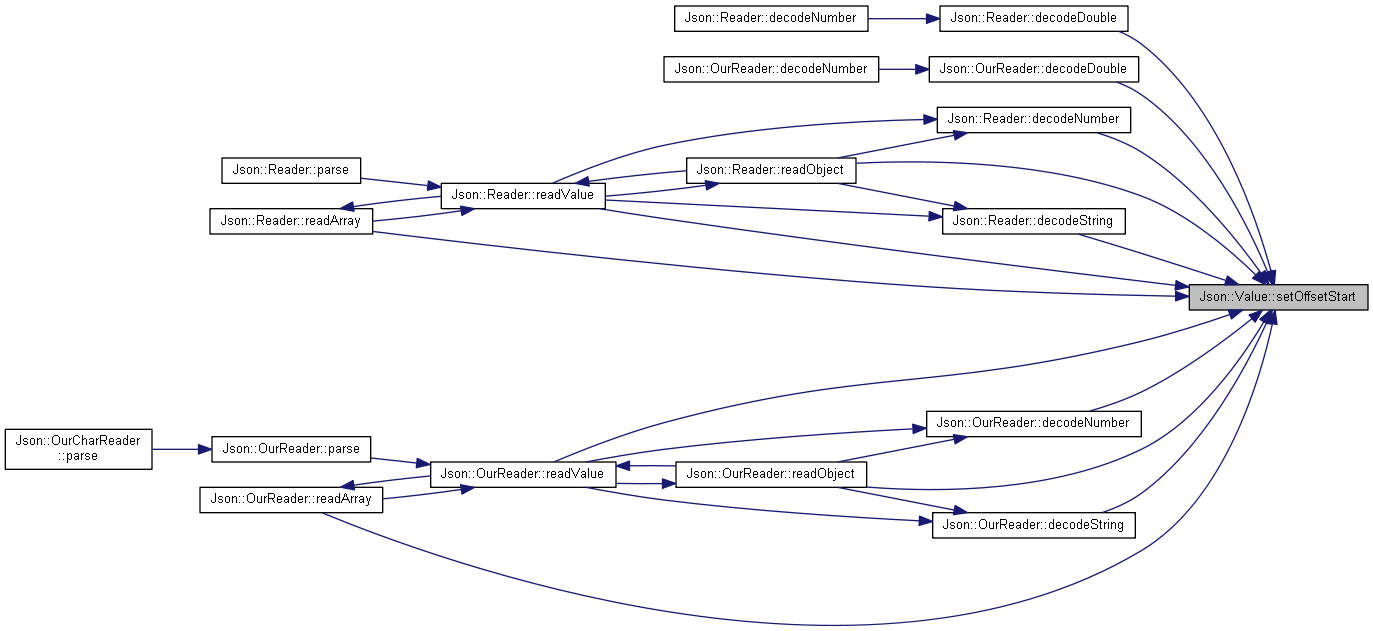 Json::Reader::decodeNumber
Json::Reader::decodeDouble
Json::OurReader::decodeNumber
Json::OurReader::decodeDouble
Json::Reader::decodeNumber
Json::Reader::parse
Json::Reader::readObject
Json::Reader::readValue
Json::Reader::readArray
Json::Reader::decodeString
Json::Value::setOffsetStart
Json::OurReader::decodeNumber
Json::OurCharReader
::parse
Json::OurReader::parse
Json::OurReader::readValue
Json::OurReader::readObject
Json::OurReader::readArray
Json::OurReader::decodeString